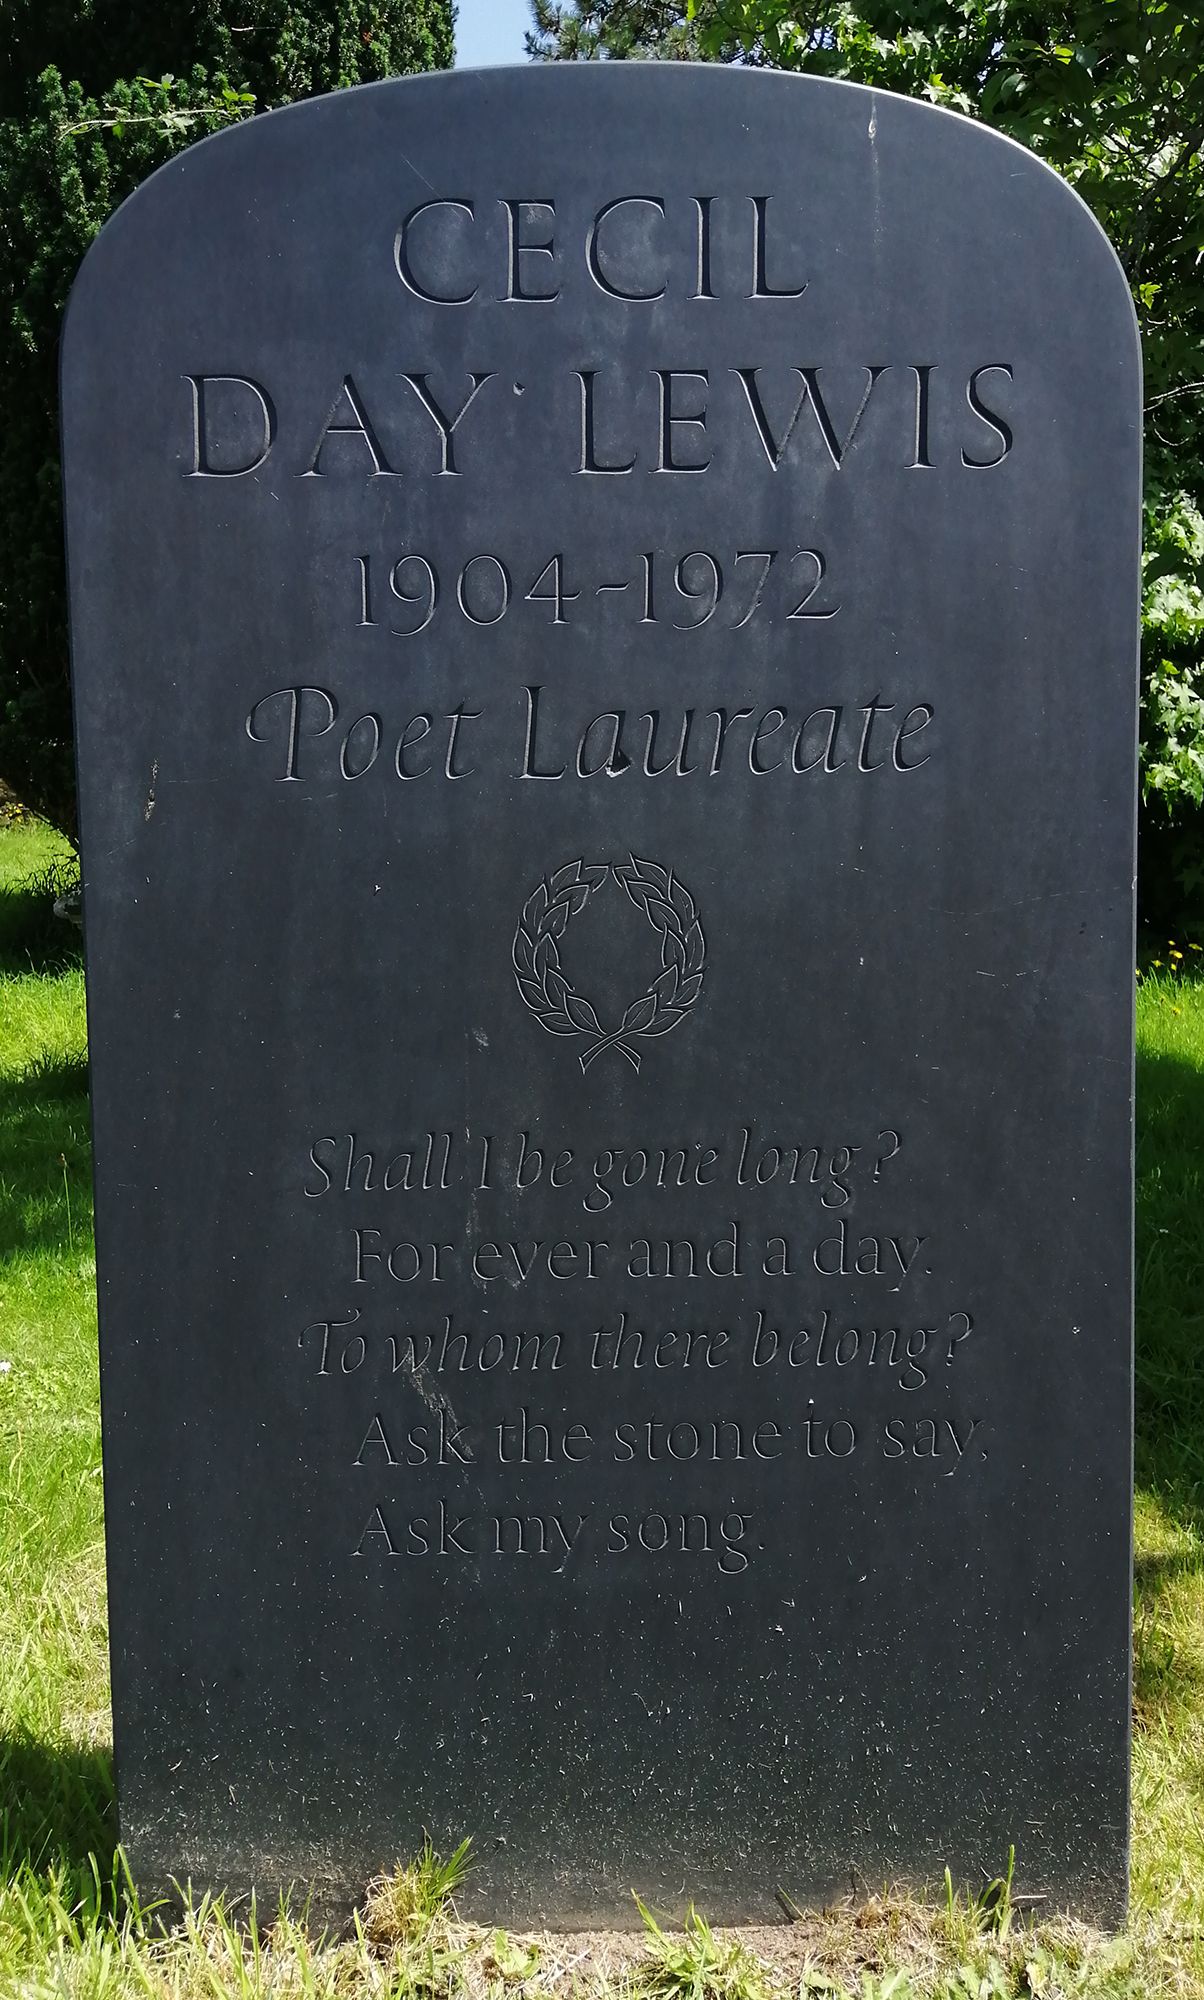 CECIL
DAY LEWIS
1904-1972
Poet Laureate
Shall I be gone long?
For ever and a day.
To whom there belong?
Ask the stone to say,
Ask my song.